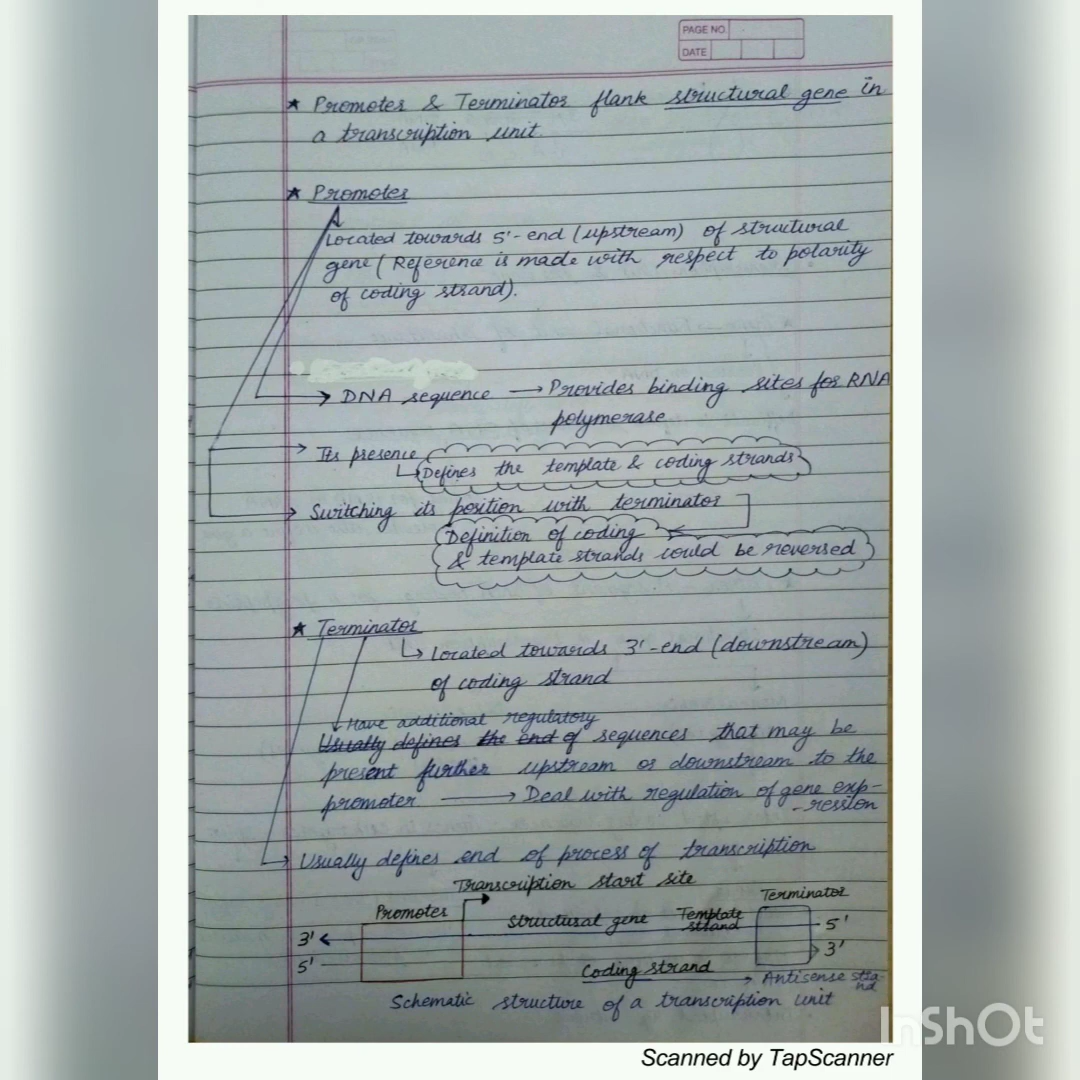 PAGE NO.
DATE
★ Promoter & Terminator flank structural gene in
a transcription unit
★ Promoter
Located towards 5'-end (upstream) of structural
gene (Reference is made with respect to polarity
of coding strand).
→ DNA sequence → Provides binding sites for RNA
polymerase
→ Its presence
↳ Defines the template & coding strands
→ Switching its position with terminator
Definition of coding
& template strands could be reversed
★ Terminator
↳ Located towards 3'-end (downstream)
of coding strand
Have additional regulatory
Usually defines the end of sequences that may be
present further upstream or downstream to the
promoter → Deal with regulation of gene exp-
-ression
→ Usually defines end of process of transcription
Transcription start site
Promoter
Structural gene
Template
strand
Terminator
3'
5'
5'
3'
Coding strand
→ Antisense stra-
nd
Schematic structure of a transcription unit
InShOt
Scanned by TapScanner